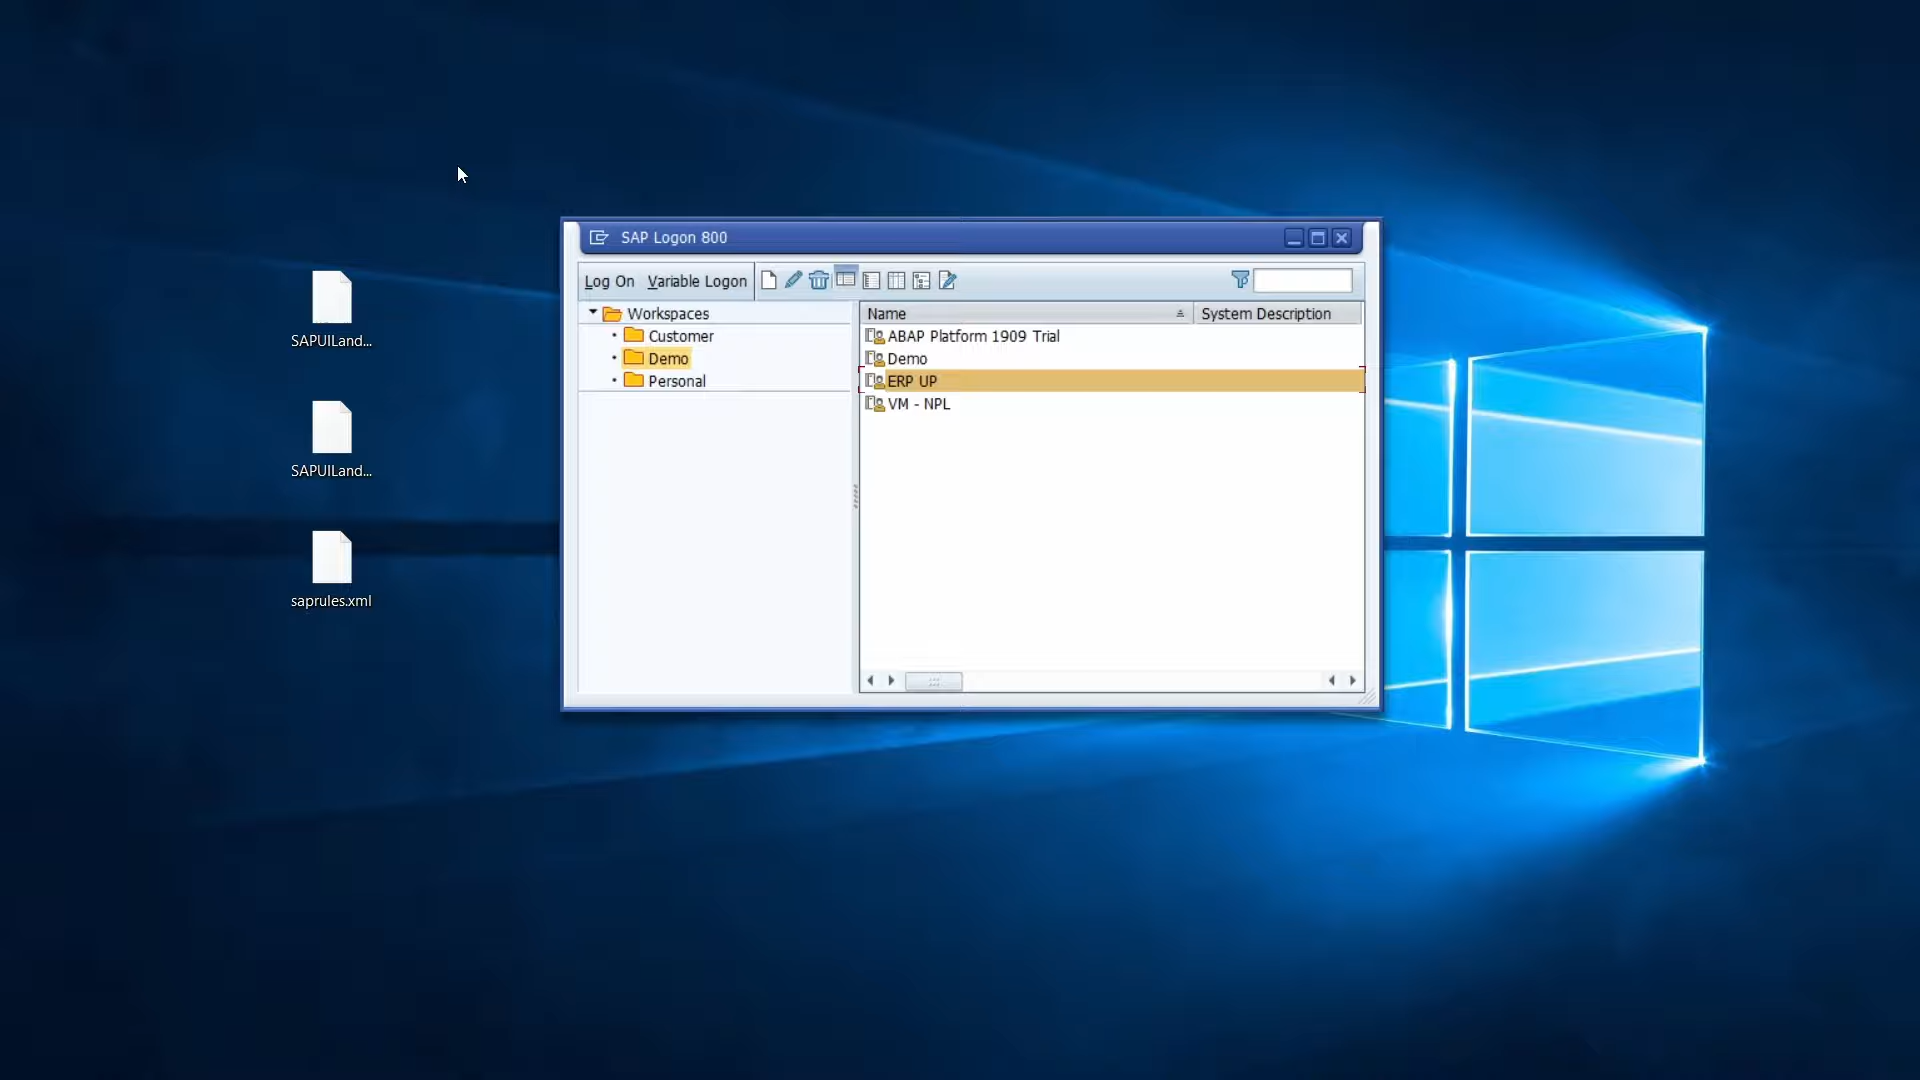 SAP Logon 800
Log On Variable Logon
Workspaces
Customer
Demo
Personal
Name System Description
ABAP Platform 1909 Trial
Demo
ERP UP
VM - NPL
SAPUILand...
SAPUILand...
saprules.xml